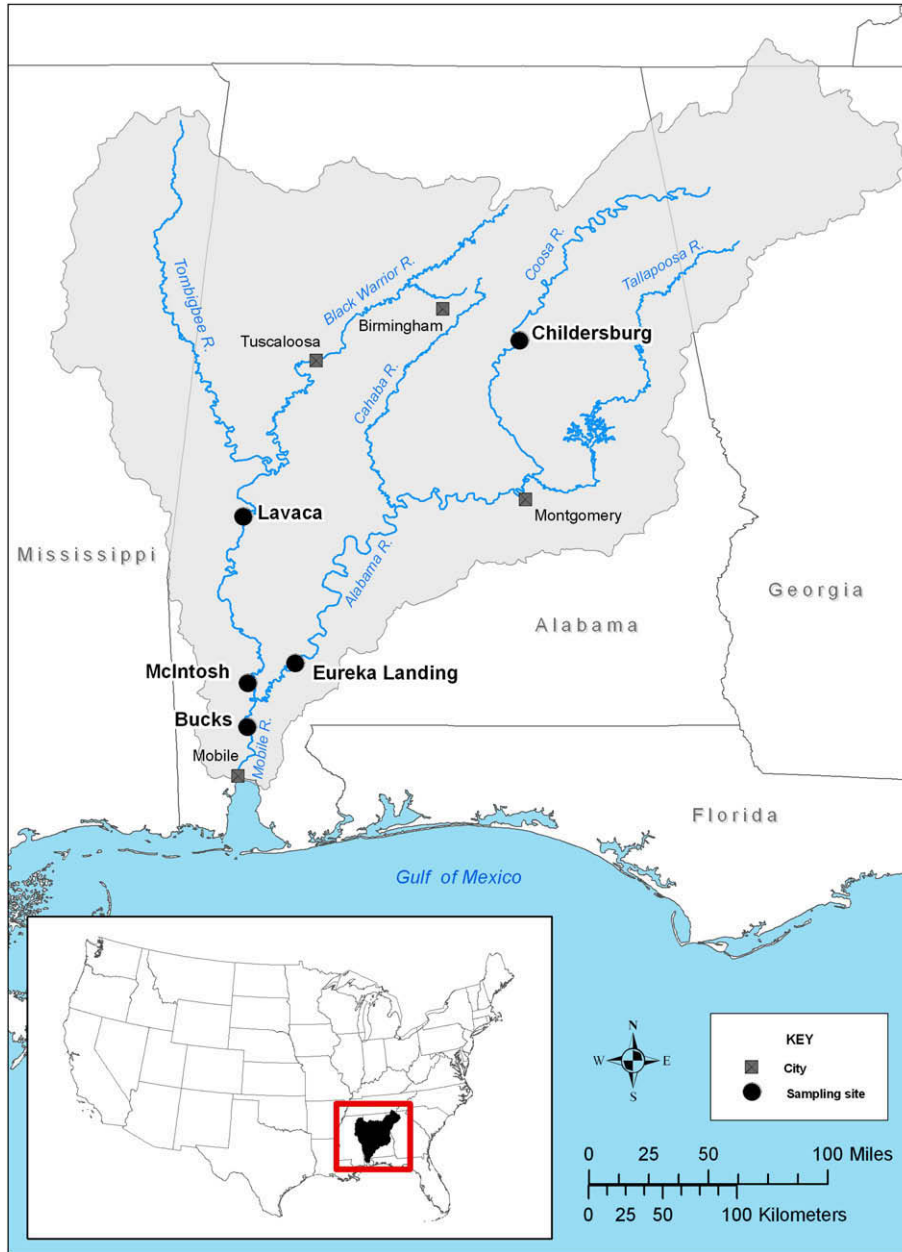 Tombigbee R.
Black Warrior R.
Coosa R.
Tallapoosa R.
Birmingham
Childersburg
Tuscaloosa
Cahaba R.
Lavaca
Montgomery
Mississippi
Alabama R.
Georgia
Alabama
McIntosh
Eureka Landing
Bucks
Mobile R.
Mobile
Florida
Gulf of Mexico
N
W
E
S
KEY
City
Sampling site
0 25 50 100 Miles
0 25 50 100 Kilometers